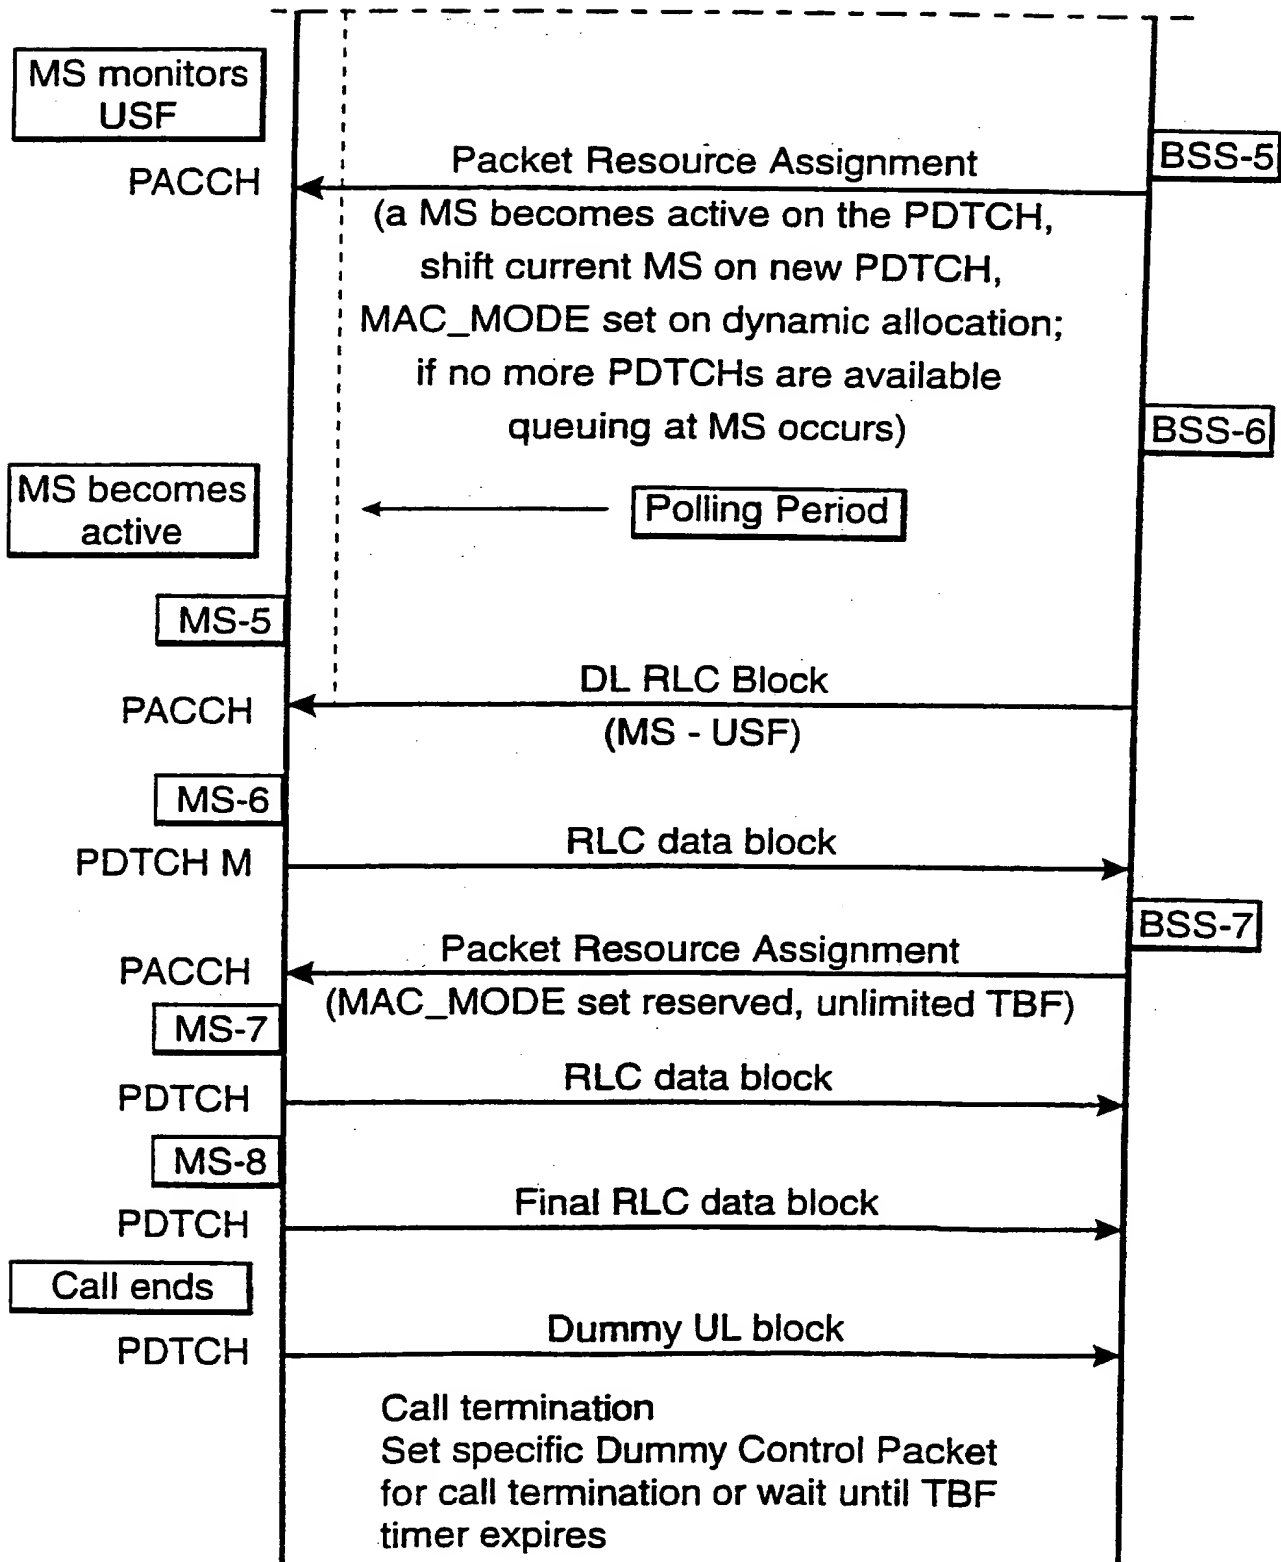 MS monitors
USF
BSS-5
Packet Resource Assignment
PACCH
(a MS becomes active on the PDTCH,
shift current MS on new PDTCH,
MAC_MODE set on dynamic allocation;
if no more PDTCHs are available
queuing at MS occurs)
BSS-6
MS becomes
active
Polling Period
MS-5
DL RLC Block
PACCH
(MS - USF)
MS-6
RLC data block
PDTCH M
BSS-7
Packet Resource Assignment
PACCH
(MAC_MODE set reserved, unlimited TBF)
MS-7
RLC data block
PDTCH
MS-8
Final RLC data block
PDTCH
Call ends
Dummy UL block
PDTCH
Call termination
Set specific Dummy Control Packet
for call termination or wait until TBF
timer expires